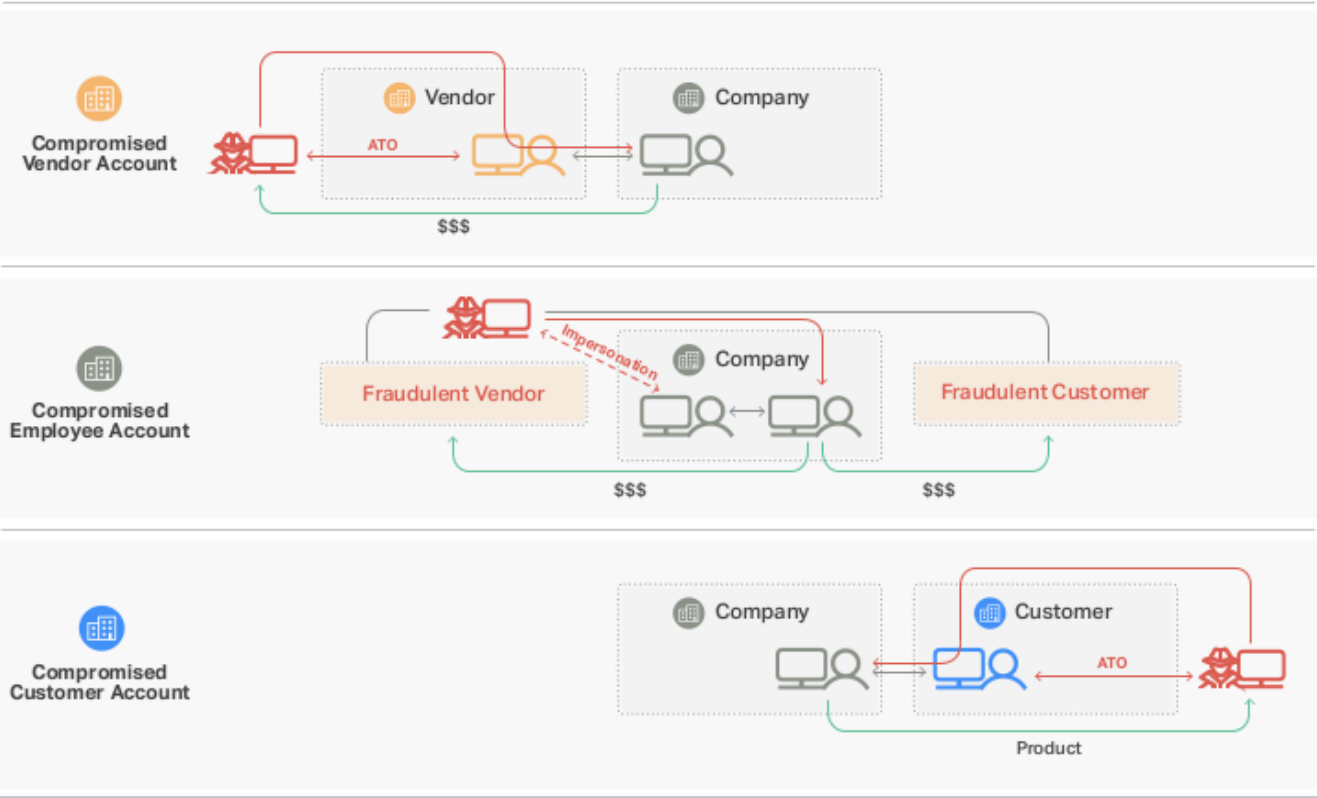 Vendor
Company
Compromised
Vendor Account
ATO
$$$
Impersonation
Company
Fraudulent Vendor
Fraudulent Customer
Compromised
Employee Account
$$$
$$$
Company
Customer
Compromised
Customer Account
ATO
Product